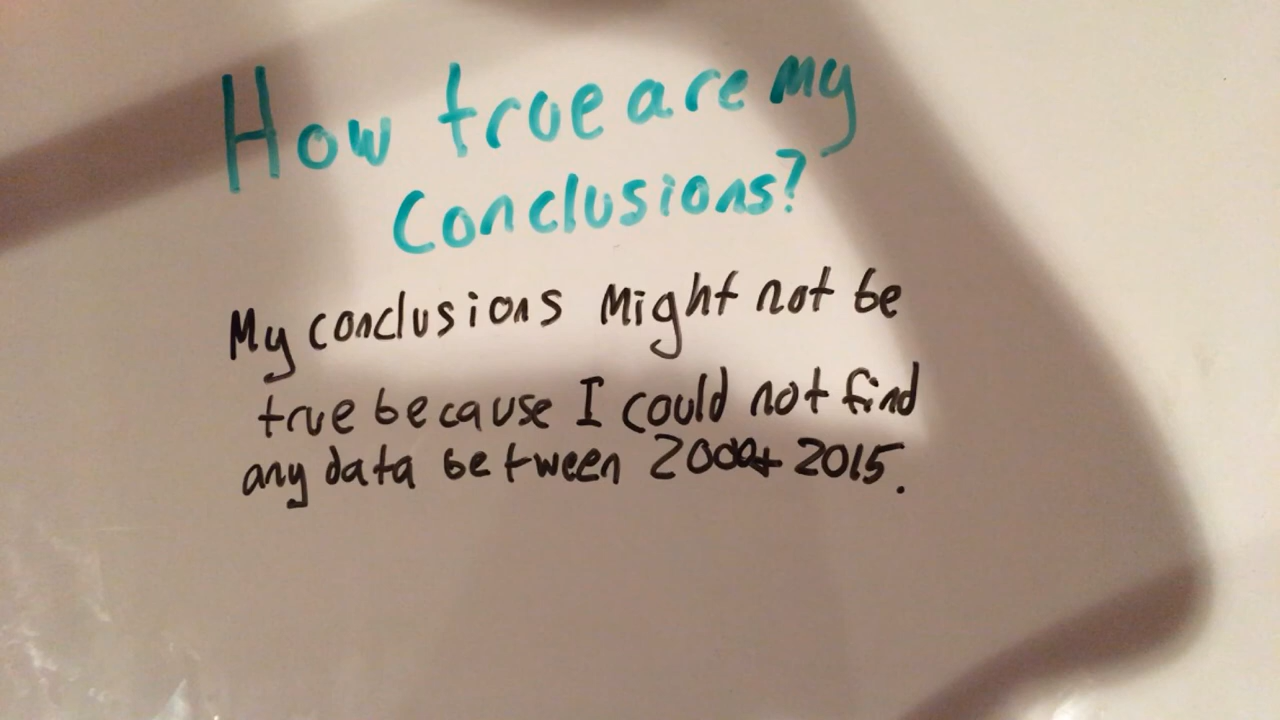 How true are my
Conclusions?
My conclusions Might not be
true because I could not find
any data between 2000+ 2015.